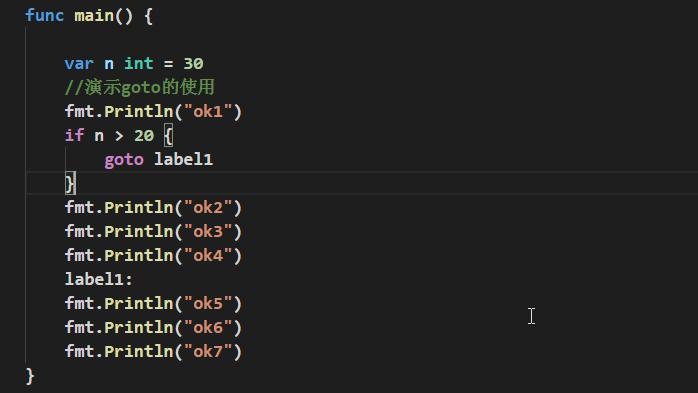 func main() {
var n int = 30
//演示goto的使用
fmt.Println("ok1")
if n > 20 {
goto label1
}
fmt.Println("ok2")
fmt.Println("ok3")
fmt.Println("ok4")
label1:
fmt.Println("ok5")
fmt.Println("ok6")
fmt.Println("ok7")
}